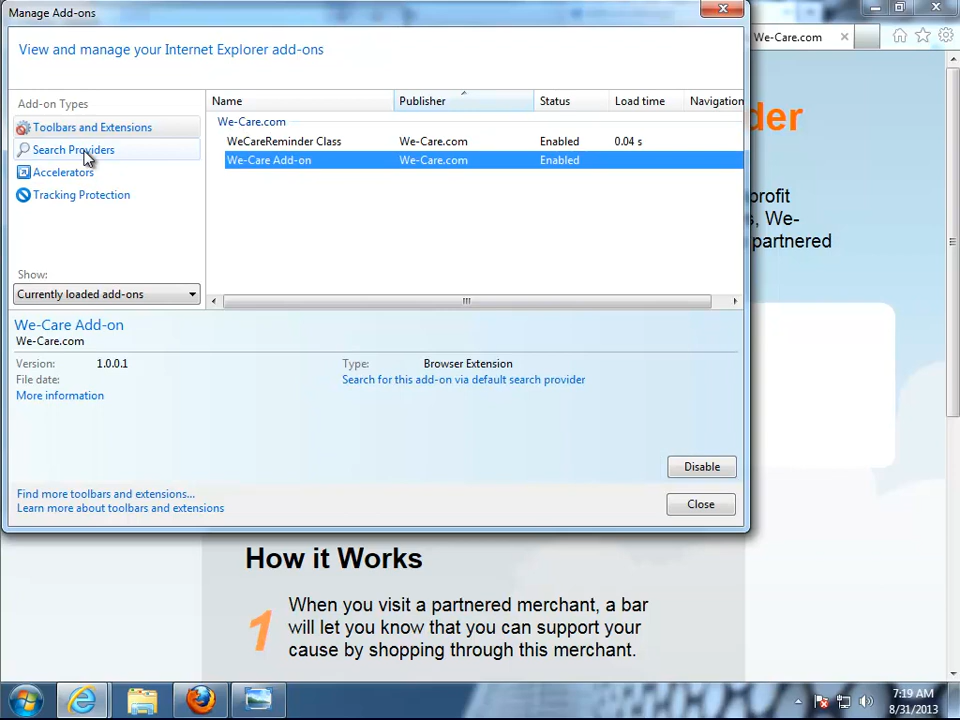 Manage Add-ons
View and manage your Internet Explorer add-ons
Add-on Types
Toolbars and Extensions
Search Providers
Accelerators
Tracking Protection
Show:
Currently loaded add-ons
Name Publisher Status Load time Navigation
We-Care.com
WeCareReminder Class We-Care.com Enabled 0.04 s
We-Care Add-on We-Care.com Enabled
We-Care Add-on
We-Care.com
Version: 1.0.0.1 Type: Browser Extension
File date: Search for this add-on via default search provider
More information
Disable
Find more toolbars and extensions...
Learn more about toolbars and extensions
Close
We-Care.com
der
profit
s, We-
partnered
How it Works
1
When you visit a partnered merchant, a bar
will let you know that you can support your
cause by shopping through this merchant.
7:19 AM
8/31/2013